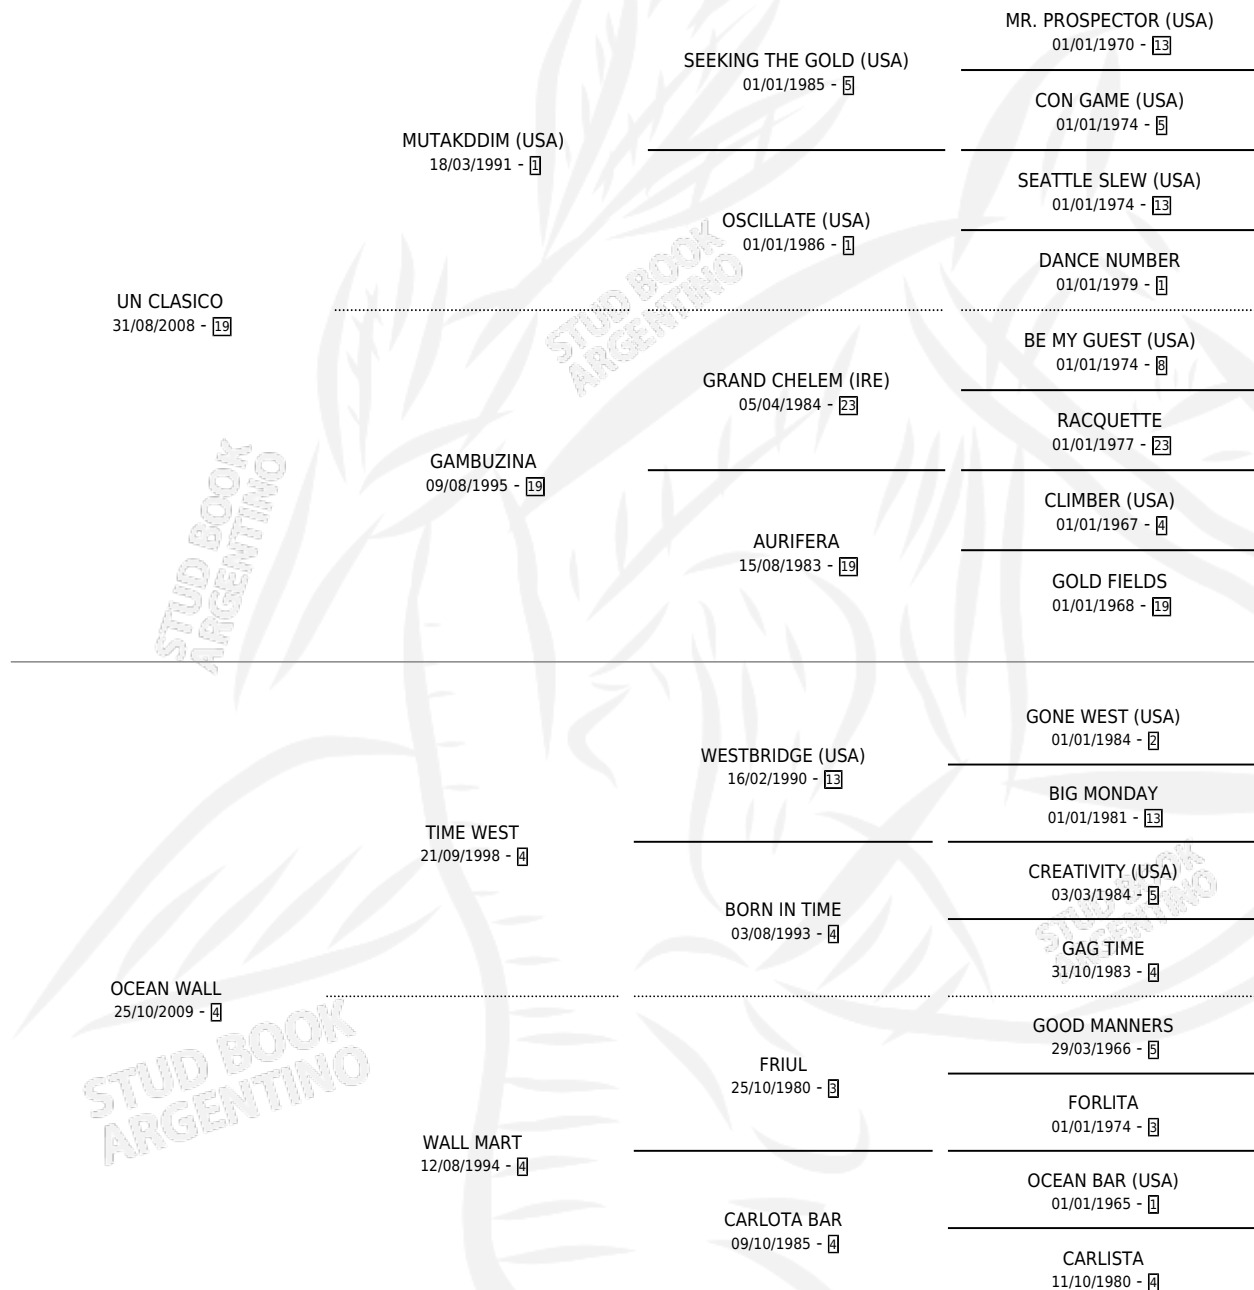 MR. PROSPECTOR (USA)
01/01/1970 - 13
SEEKING THE GOLD (USA)
01/01/1985 - 5
CON GAME (USA)
01/01/1974 - 5
MUTAKDDIM (USA)
18/03/1991 - 1
SEATTLE SLEW (USA)
01/01/1974 - 13
OSCILLATE (USA)
01/01/1986 - 1
DANCE NUMBER
01/01/1979 - 1
UN CLASICO
31/08/2008 - 19
BE MY GUEST (USA)
01/01/1974 - 8
GRAND CHELEM (IRE)
05/04/1984 - 23
RACQUETTE
01/01/1977 - 23
GAMBUZINA
09/08/1995 - 19
CLIMBER (USA)
01/01/1967 - 4
AURIFERA
15/08/1983 - 19
GOLD FIELDS
01/01/1968 - 19
GONE WEST (USA)
01/01/1984 - 2
WESTBRIDGE (USA)
16/02/1990 - 13
BIG MONDAY
01/01/1981 - 13
TIME WEST
21/09/1998 - 4
CREATIVITY (USA)
03/03/1984 - 5
BORN IN TIME
03/08/1993 - 4
GAG TIME
31/10/1983 - 4
OCEAN WALL
25/10/2009 - 4
GOOD MANNERS
29/03/1966 - 5
FRIUL
25/10/1980 - 3
FORLITA
01/01/1974 - 3
WALL MART
12/08/1994 - 4
OCEAN BAR (USA)
01/01/1965 - 1
CARLOTA BAR
09/10/1985 - 4
CARLISTA
11/10/1980 - 4
STUD BOOK
ARGENTINO
STUD BOOK
ARGENTINO
STUD BOOK
ARGENTINO
STUD BOOK
ARGENTINO